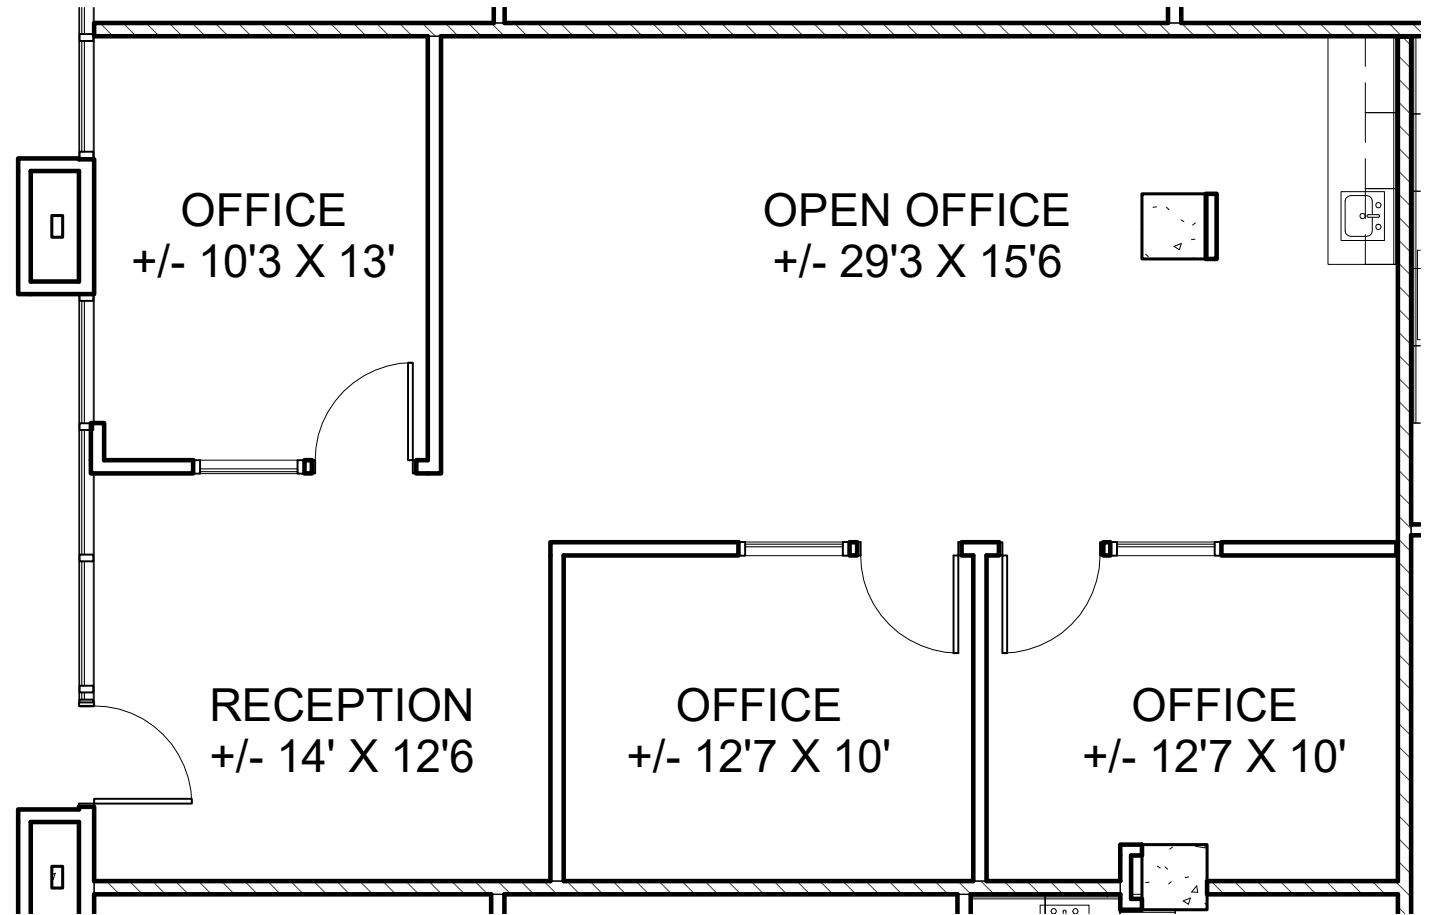 OFFICE
+/- 10'3 X 13'
OPEN OFFICE
+/- 29'3 X 15'6
RECEPTION
+/- 14' X 12'6
OFFICE
+/- 12'7 X 10'
OFFICE
+/- 12'7 X 10'